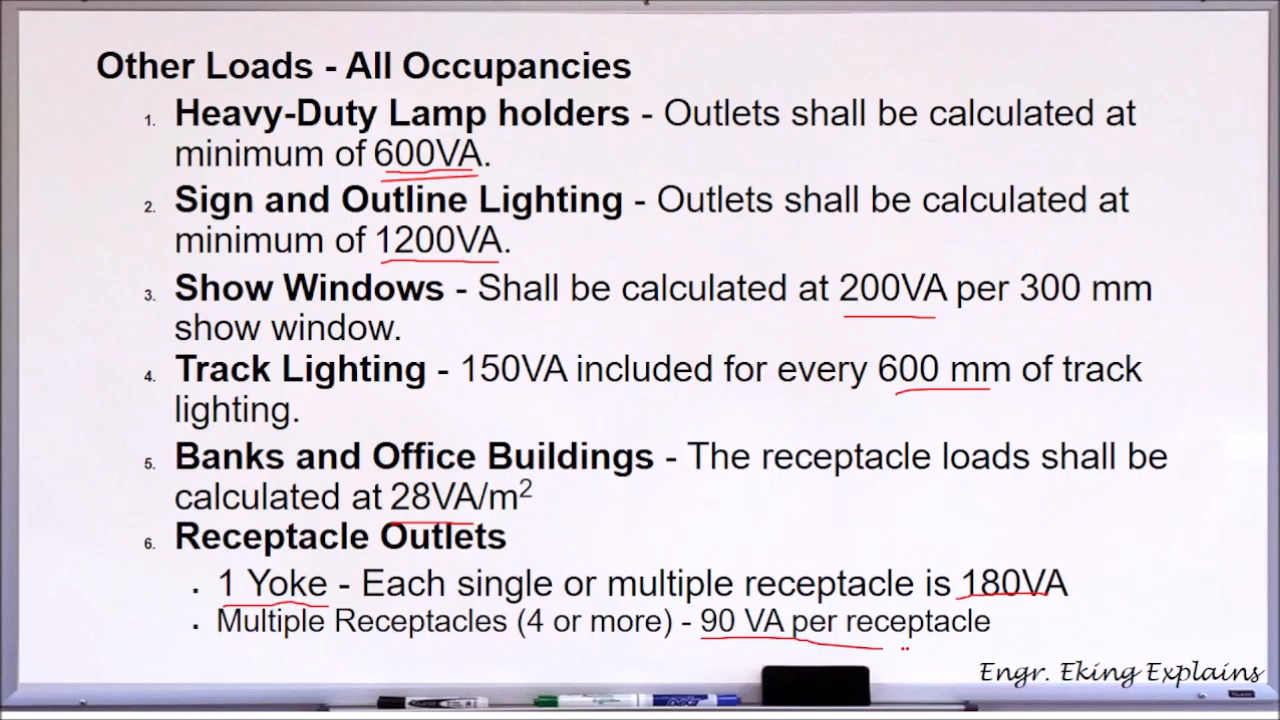 Other Loads - All Occupancies
1. Heavy-Duty Lamp holders - Outlets shall be calculated at
minimum of 600VA.
2. Sign and Outline Lighting - Outlets shall be calculated at
minimum of 1200VA.
3. Show Windows - Shall be calculated at 200VA per 300 mm
show window.
4. Track Lighting - 150VA included for every 600 mm of track
lighting.
5. Banks and Office Buildings - The receptacle loads shall be
calculated at 28VA/m²
6. Receptacle Outlets
. 1 Yoke - Each single or multiple receptacle is 180VA
. Multiple Receptacles (4 or more) - 90 VA per receptacle
Engr. Eking Explains